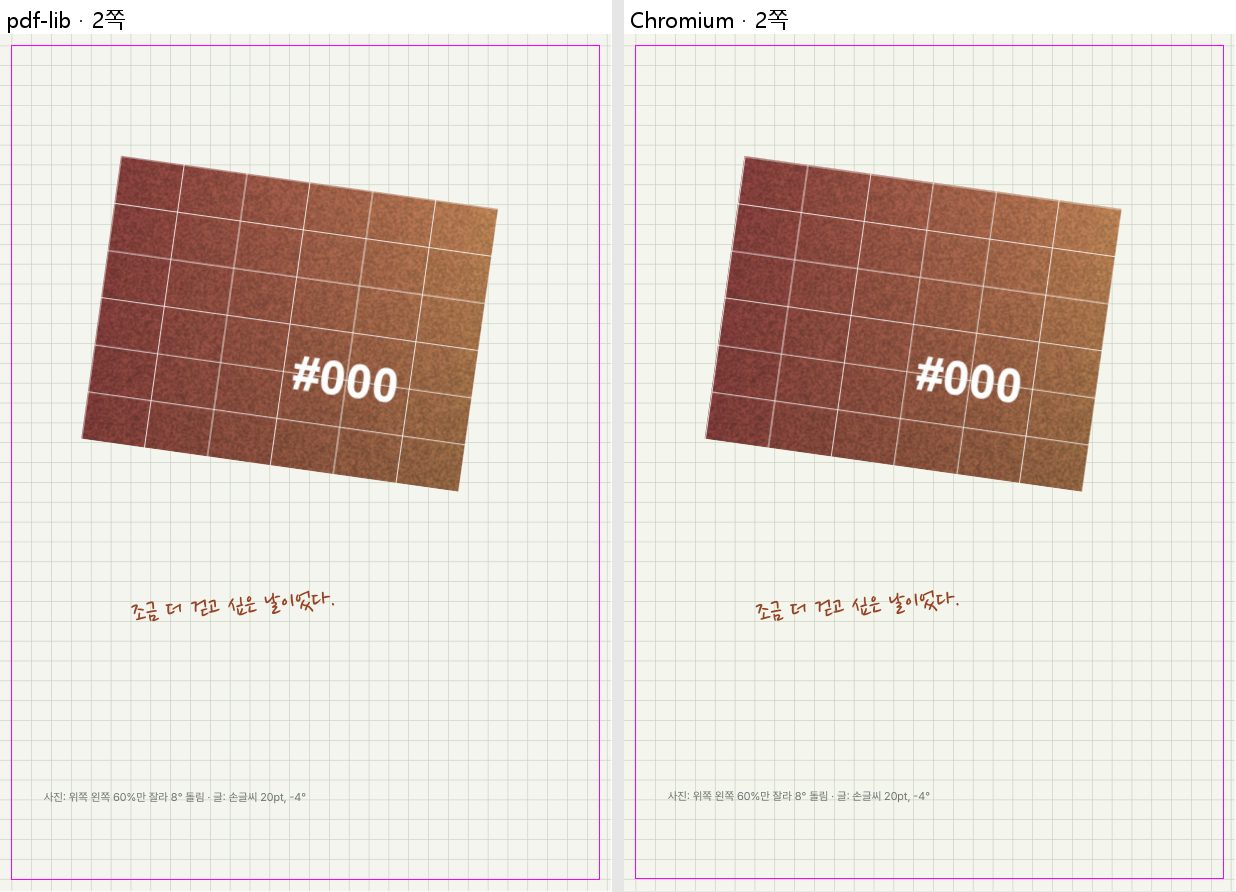 pdf-lib · 2쪽
#000
조금 더 걷고 싶은 날이었다.
사진: 위쪽 왼쪽 60%만 잘라 8° 돌림 · 글: 손글씨 20pt, -4°
Chromium · 2쪽
#000
조금 더 걷고 싶은 날이었다.
사진: 위쪽 왼쪽 60%만 잘라 8° 돌림 · 글: 손글씨 20pt, -4°